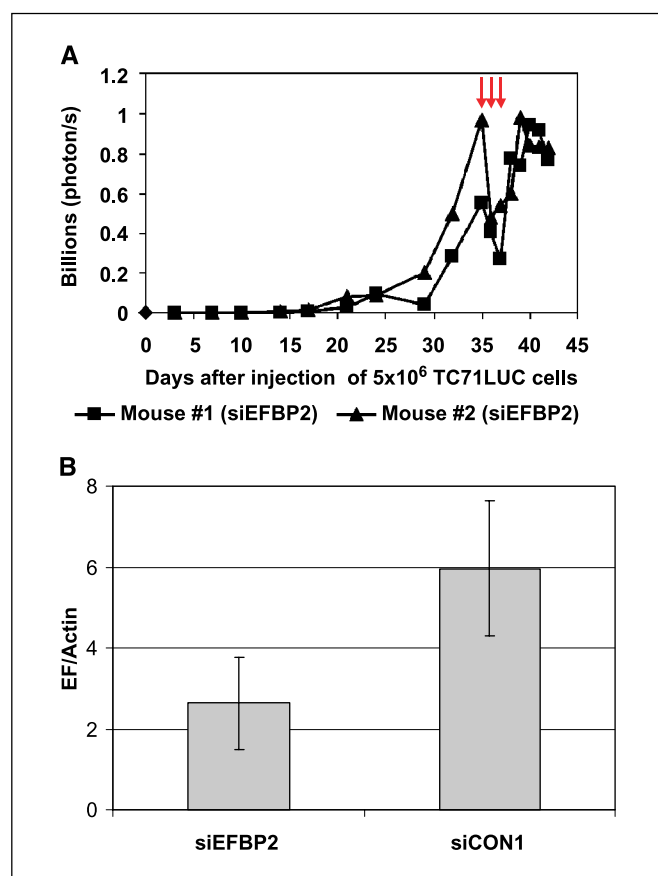 A
1.2
1
0.8
0.6
0.4
0.2
0
Billions (photon/s)
0 5 10 15 20 25 30 35 40 45
Days after injection of 5x10⁶ TC71LUC cells
Mouse #1 (siEFBP2) Mouse #2 (siEFBP2)
B
8
6
4
2
0
EF/Actin
siEFBP2 siCON1